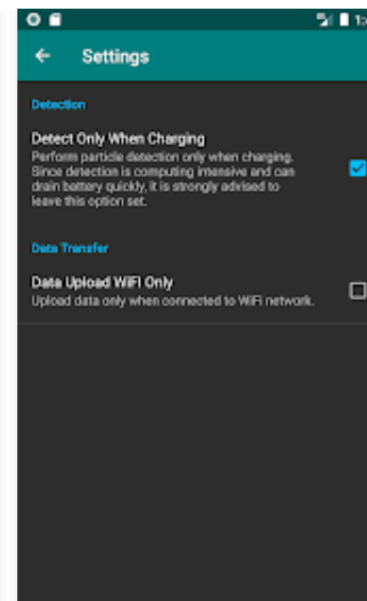 Settings
Detection
Detect Only When Charging
Perform particle detection only when charging.
Since detection is computing intensive and can
drain battery quickly, it is strongly advised to
leave this option set.
Data Transfer
Data Upload WiFi Only
Upload data only when connected to WiFi network.